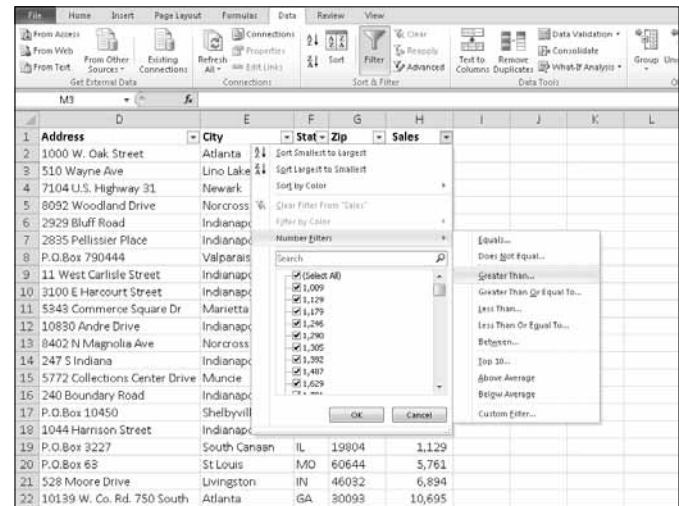 File Home Insert Page Layout Formulas Data Review View
From Access
From Web
From Text
From Other Sources
Existing Connections
Get External Data
Refresh All
Connections
Properties
Edit Links
Connections
Sort
Filter
Clear
Reapply
Advanced
Sort & Filter
Text to Columns
Remove Duplicates
Data Validation
Consolidate
What-If Analysis
Data Tools
Group
M3 fx
D E F G H I J K L
1 Address City Stat Zip Sales
2 1000 W. Oak Street Atlanta
3 510 Wayne Ave Lino Lake
4 7104 U.S. Highway 31 Newark
5 8092 Woodland Drive Norcross
6 2929 Bluff Road Indianapo
7 2835 Pellissier Place Indianapo
8 P.O.Box 790444 Valparais
9 11 West Carlisle Street Indianapo
10 3100 E Harcourt Street Indianapo
11 5343 Commerce Square Dr Marietta
12 10830 Andre Drive Indianapo
13 8402 N Magnolia Ave Norcross
14 247 S Indiana Indianapo
15 5772 Collections Center Drive Muncie
16 240 Boundary Road Indianapo
17 P.O.Box 10450 Shelbyvill
18 1044 Harrison Street Indianapo
19 P.O.Box 3227 South Canaan IL 19804 1,129
20 P.O.Box 63 St Louis MO 60644 5,761
21 528 Moore Drive Livingston IN 46032 6,894
22 10139 W. Co. Rd. 750 South Atlanta GA 30093 10,695
Sort Smallest to Largest
Sort Largest to Smallest
Sort by Color
Clear Filter From "Sales"
Filter by Color
Number Filters
Search
(Select All)
1,009
1,129
1,179
1,246
1,290
1,305
1,392
1,487
1,629
OK Cancel
Equals...
Does Not Equal...
Greater Than...
Greater Than Or Equal To...
Less Than...
Less Than Or Equal To...
Between...
Top 10...
Above Average
Below Average
Custom Filter...